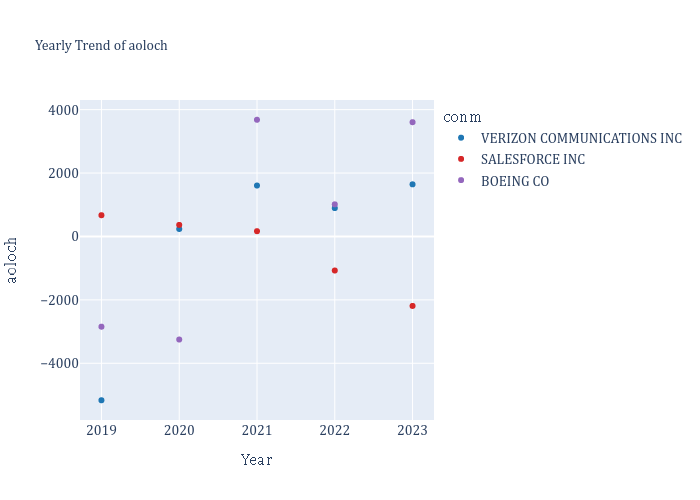 Yearly Trend of aoloch
conm
VERIZON COMMUNICATIONS INC
SALESFORCE INC
BOEING CO
aoloch
4000
2000
0
−2000
−4000
2019 2020 2021 2022 2023
Year